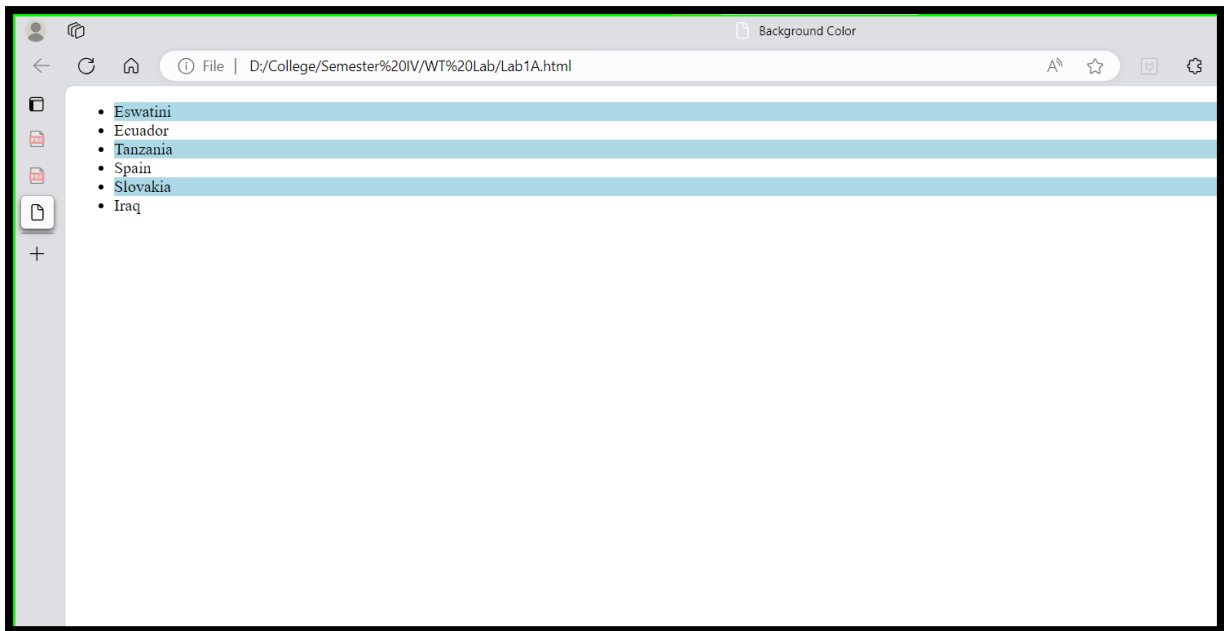 Background Color
File | D:/College/Semester%20IV/WT%20Lab/Lab1A.html
• Eswatini
• Ecuador
• Tanzania
• Spain
• Slovakia
• Iraq